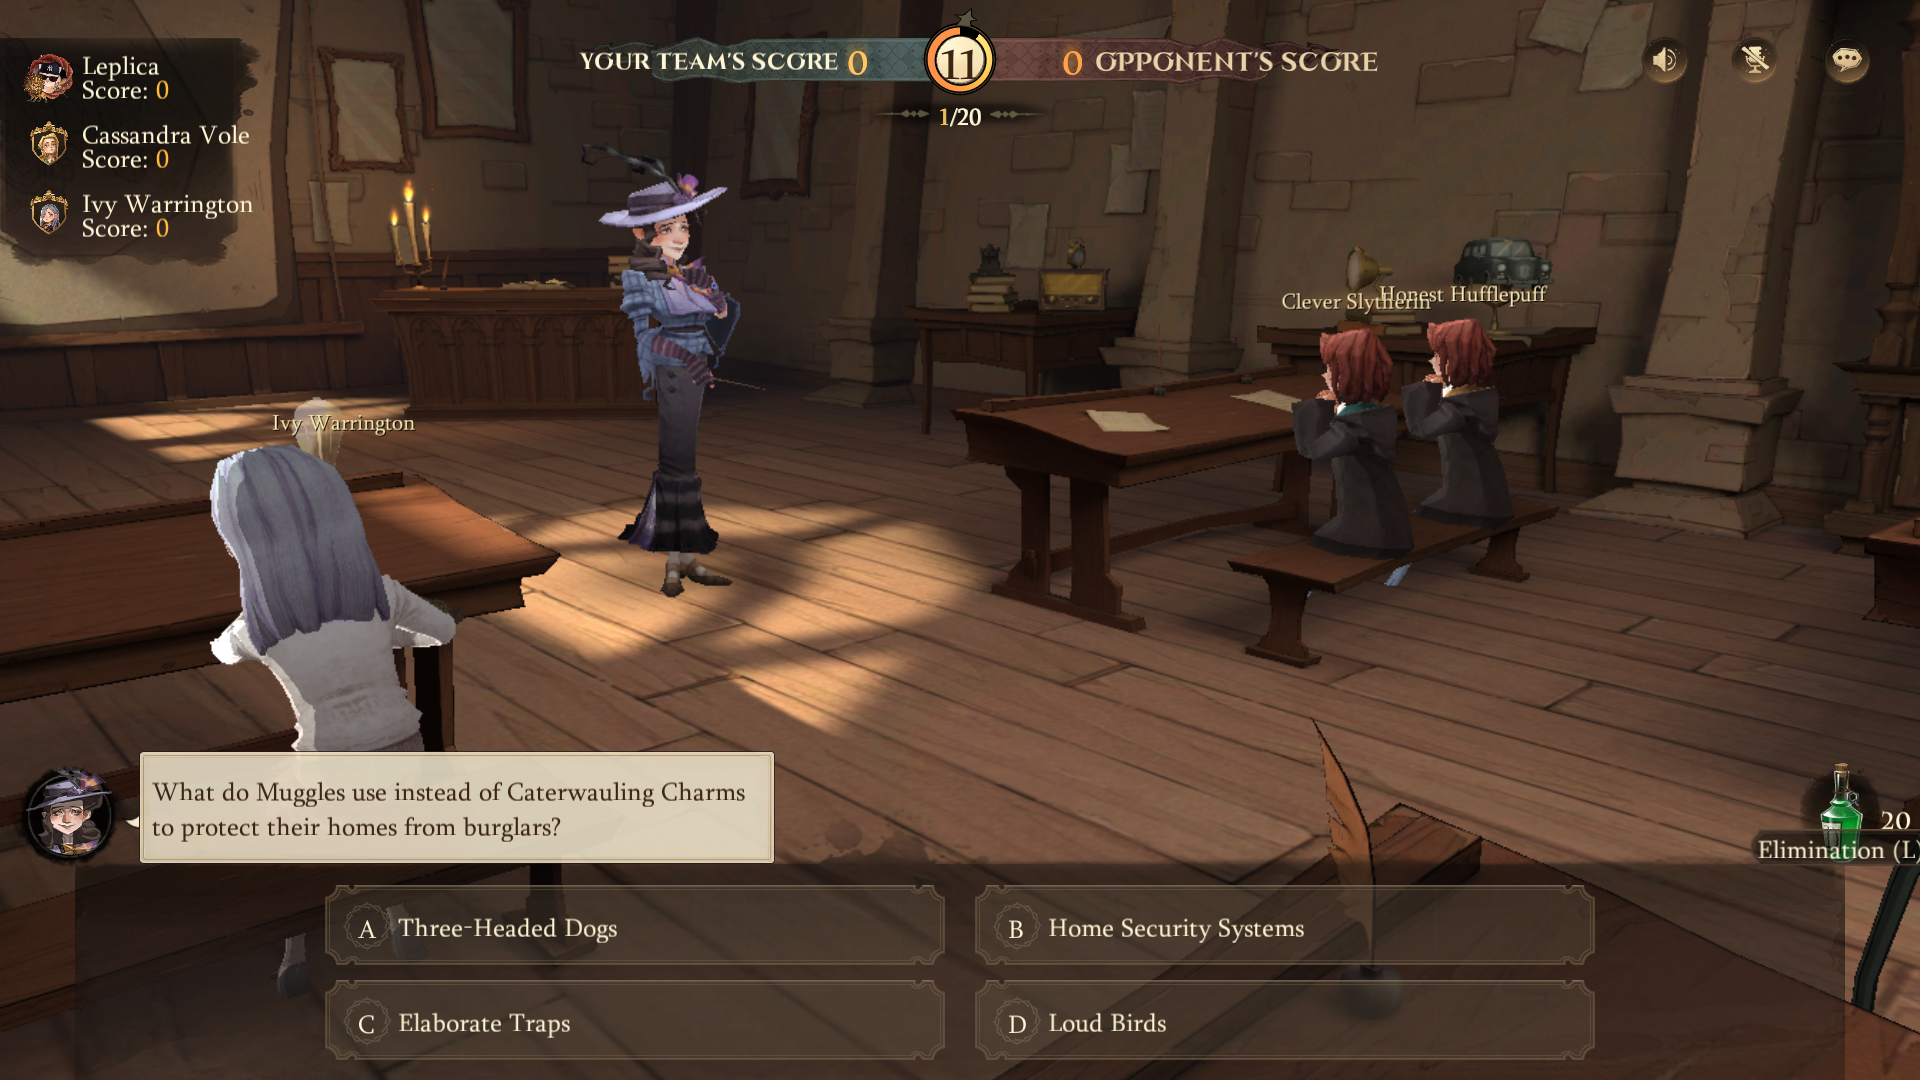 Leplica
Score: 0
Cassandra Vole
Score: 0
Ivy Warrington
Score: 0
YOUR TEAM'S SCORE 0
11
0 OPPONENT'S SCORE
1/20
Clever Slytherin
Honest Hufflepuff
Ivy Warrington
What do Muggles use instead of Caterwauling Charms
to protect their homes from burglars?
20
Elimination (L)
A Three-Headed Dogs
B Home Security Systems
C Elaborate Traps
D Loud Birds